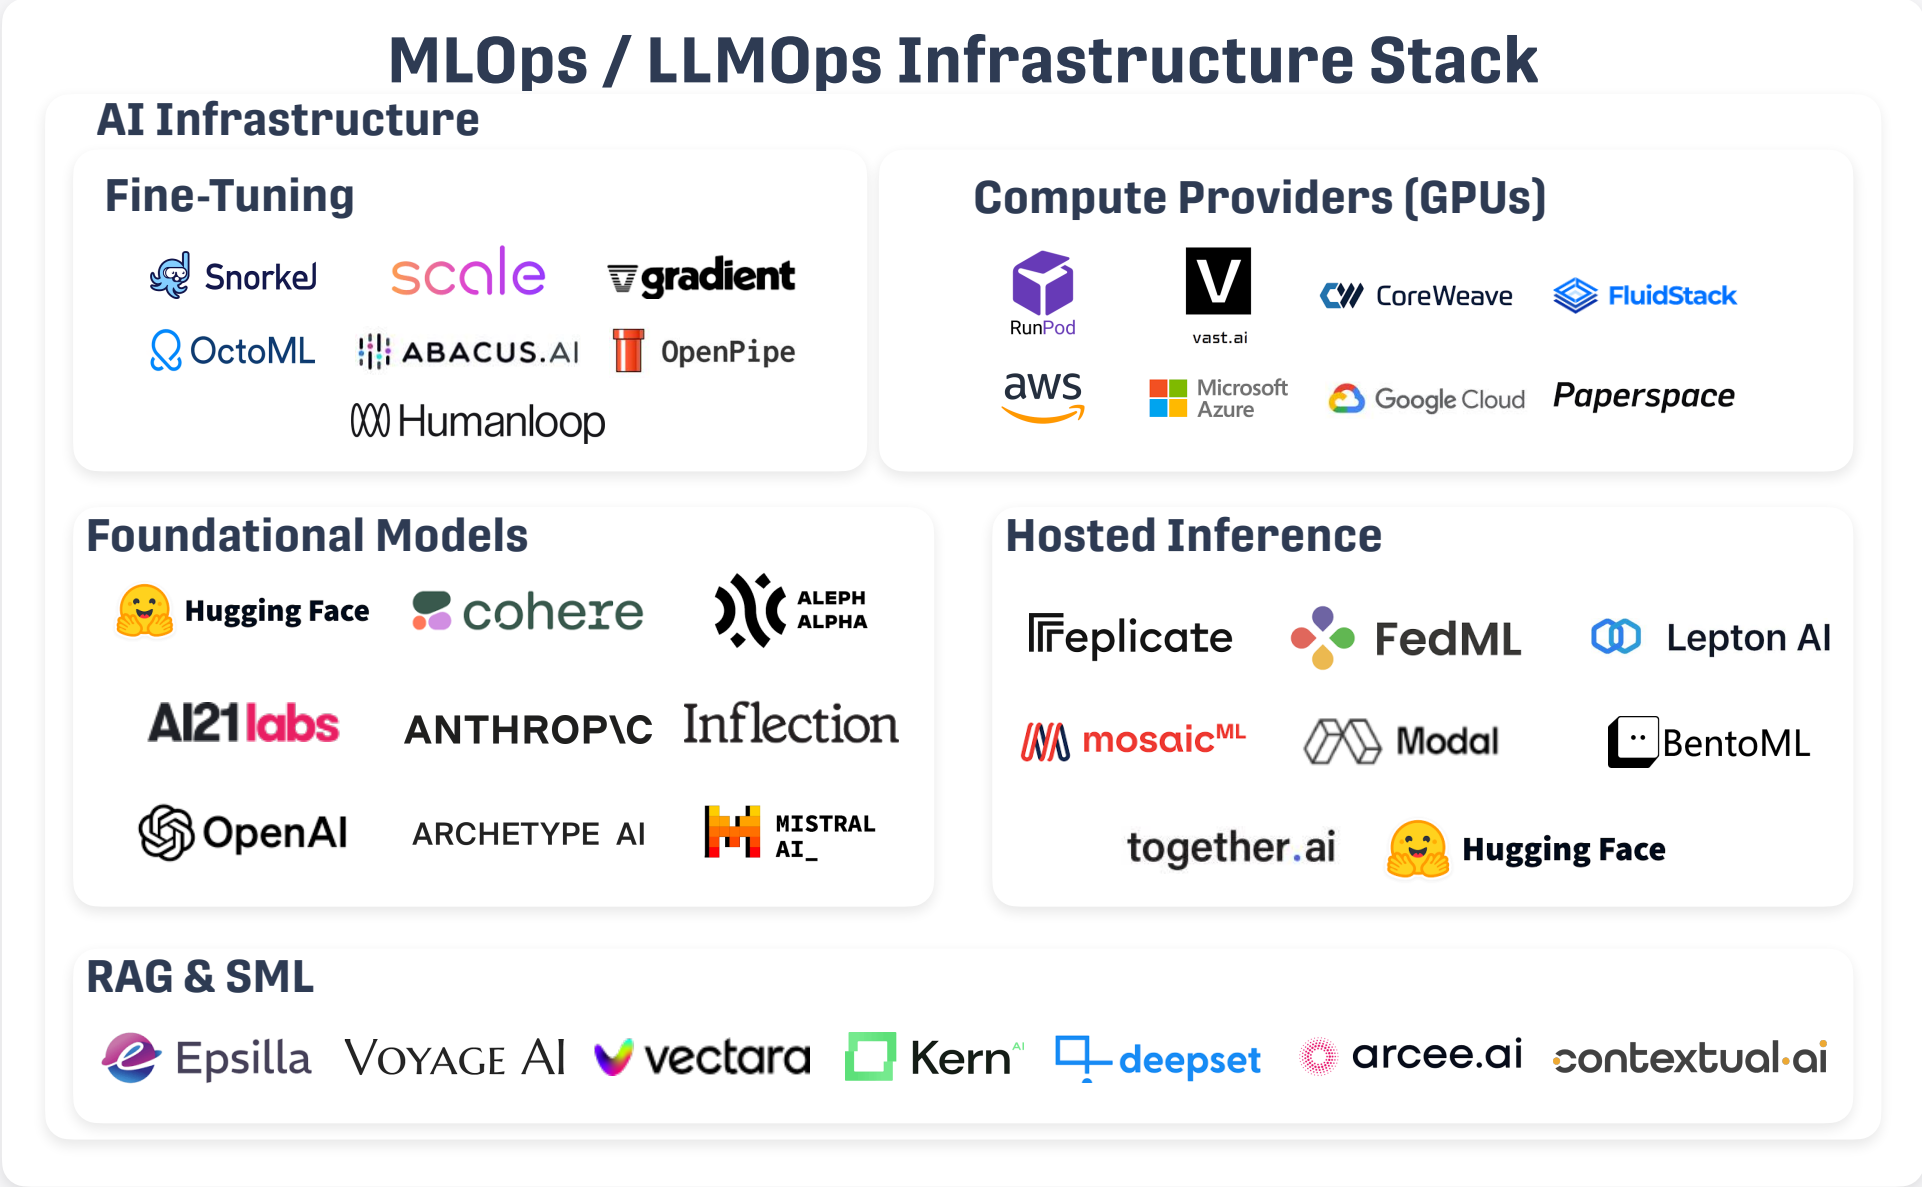 MLOps / LLMOps Infrastructure Stack
AI Infrastructure
Fine-Tuning
Snorkel
scale
gradient
OctoML
ABACUS.AI
OpenPipe
Humanloop
Compute Providers (GPUs)
RunPod
V
vast.ai
CoreWeave
FluidStack
aws
Microsoft
Azure
Google Cloud
Paperspace
Foundational Models
Hugging Face
cohere
ALEPH
ALPHA
AI21labs
ANTHROP\C
Inflection
OpenAI
ARCHETYPE AI
MISTRAL
AI_
Hosted Inference
replicate
FedML
Lepton AI
mosaicML
Modal
BentoML
together.ai
Hugging Face
RAG & SML
Epsilla
VOYAGE AI
vectara
Kern AI
deepset
arcee.ai
contextual.ai